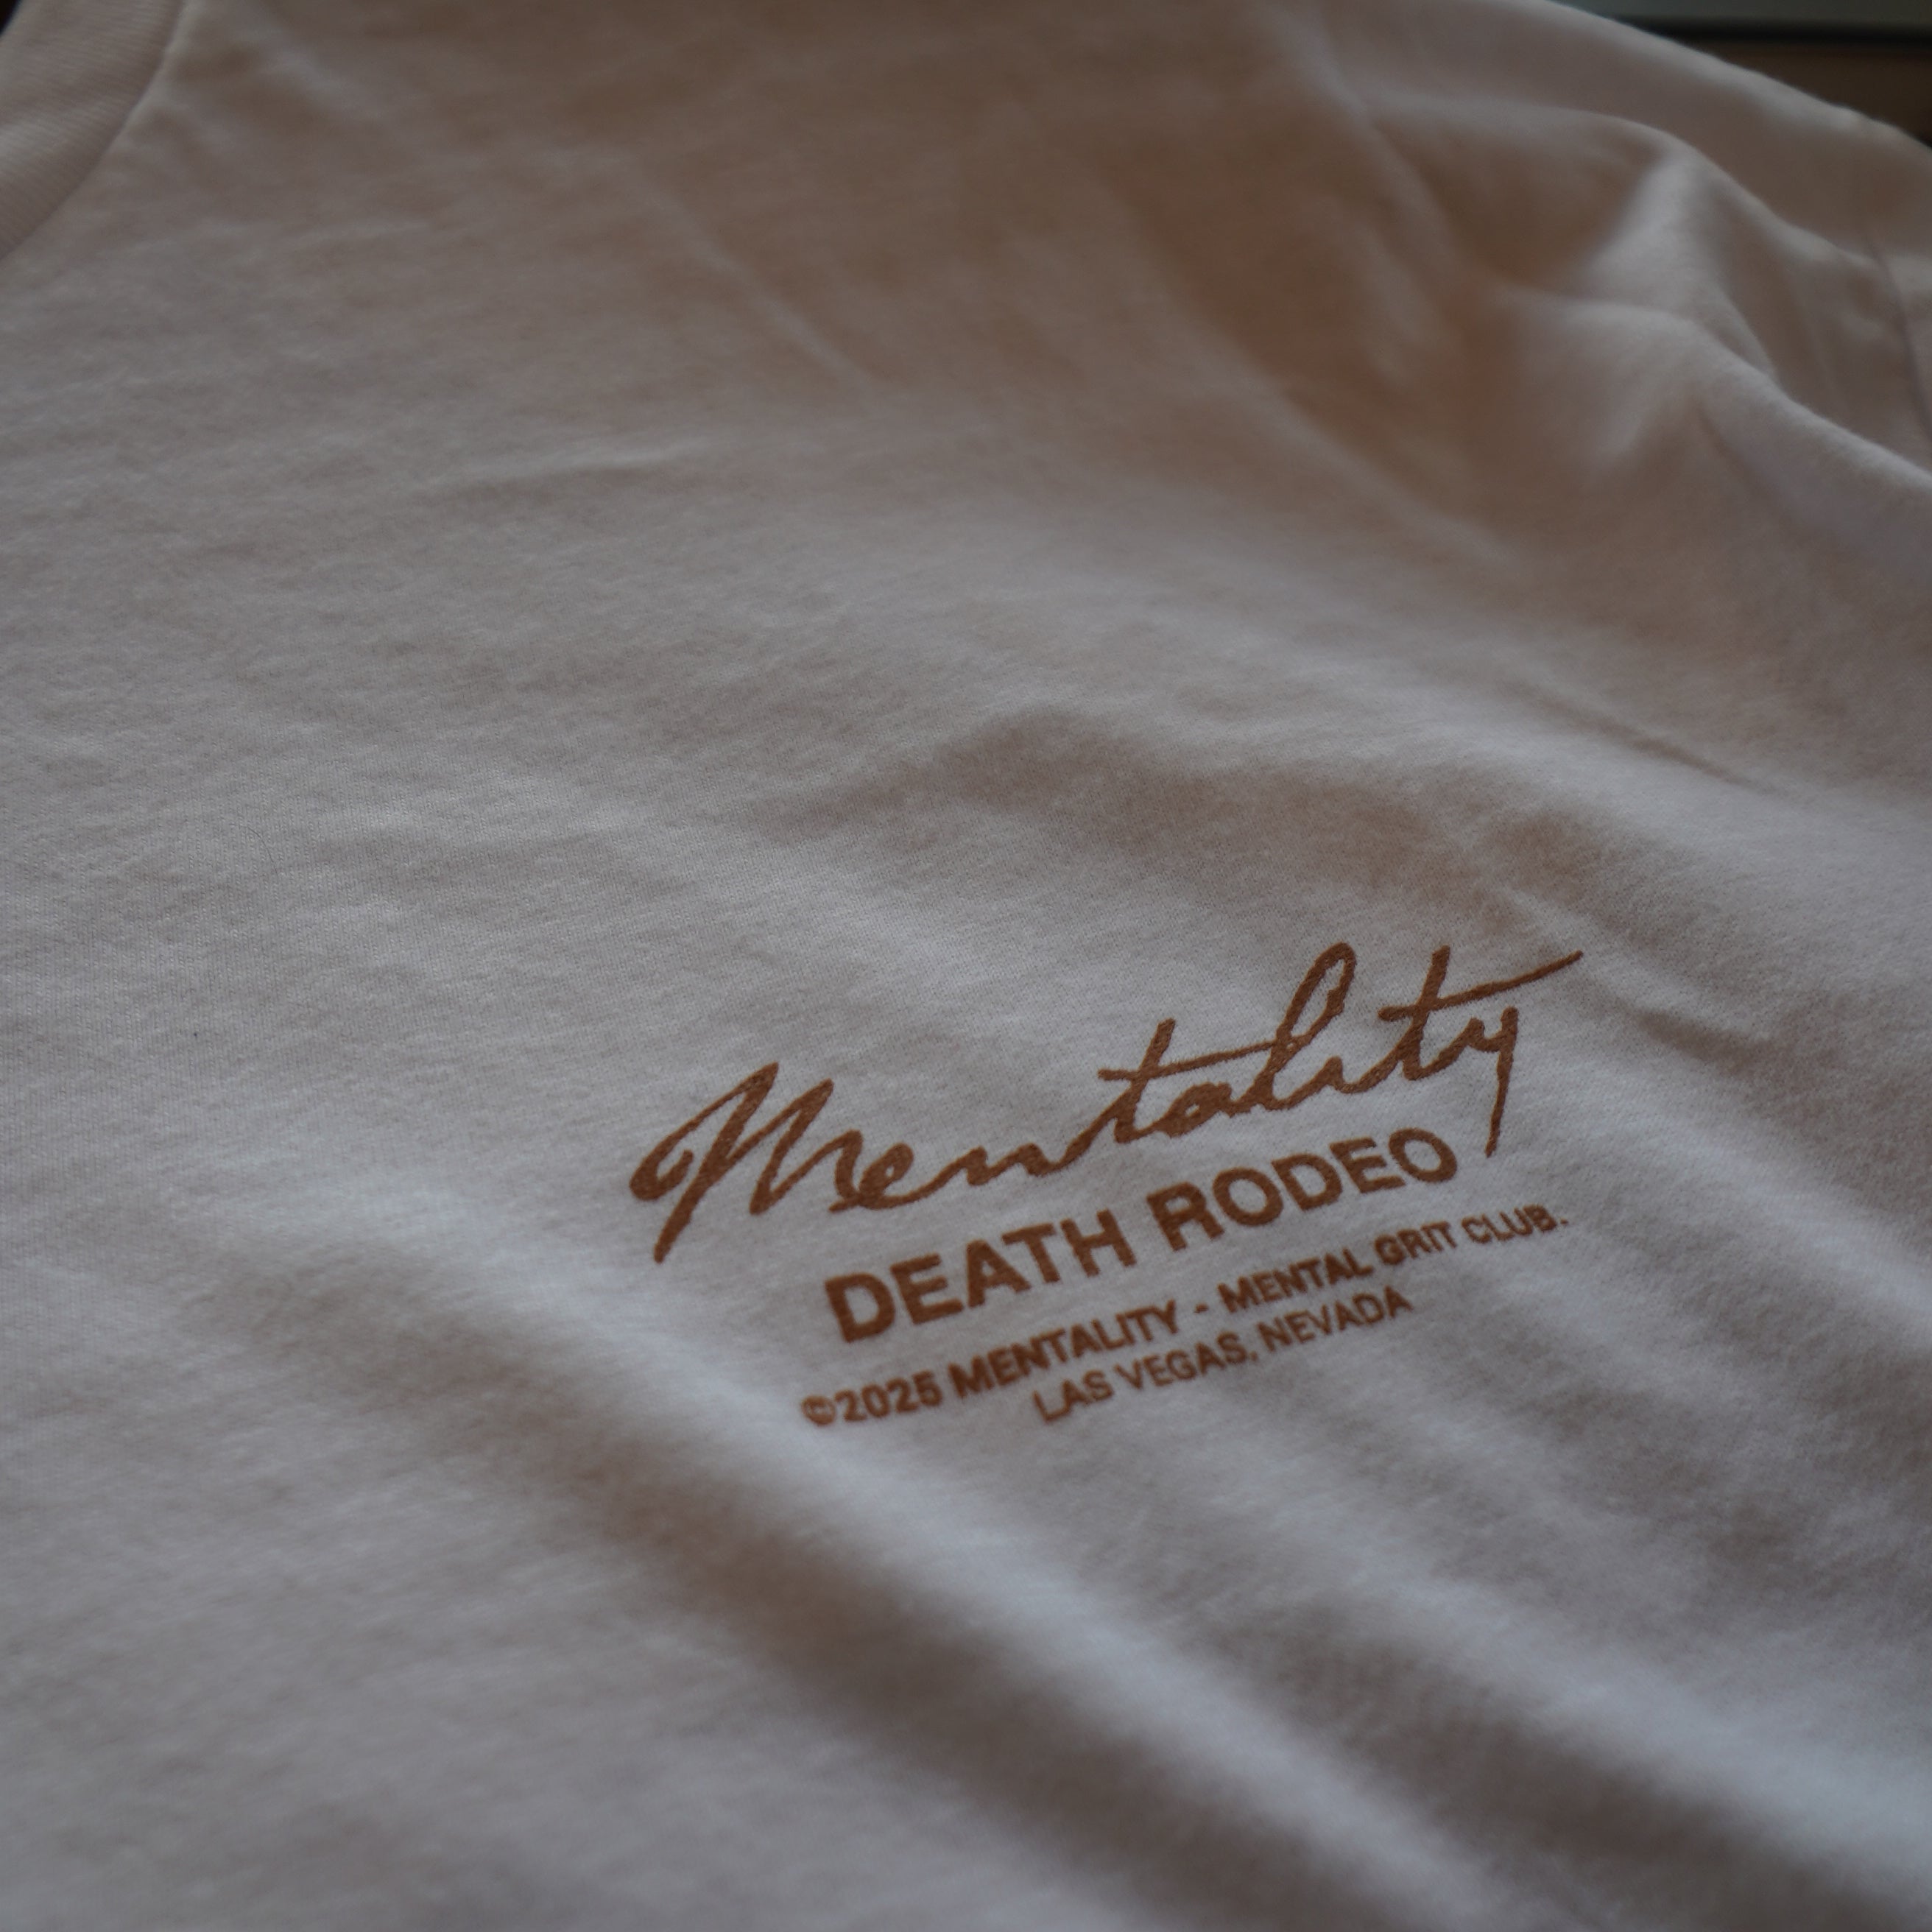 Mentality
DEATH RODEO
©2025 MENTALITY - MENTAL GRIT CLUB.
LAS VEGAS, NEVADA